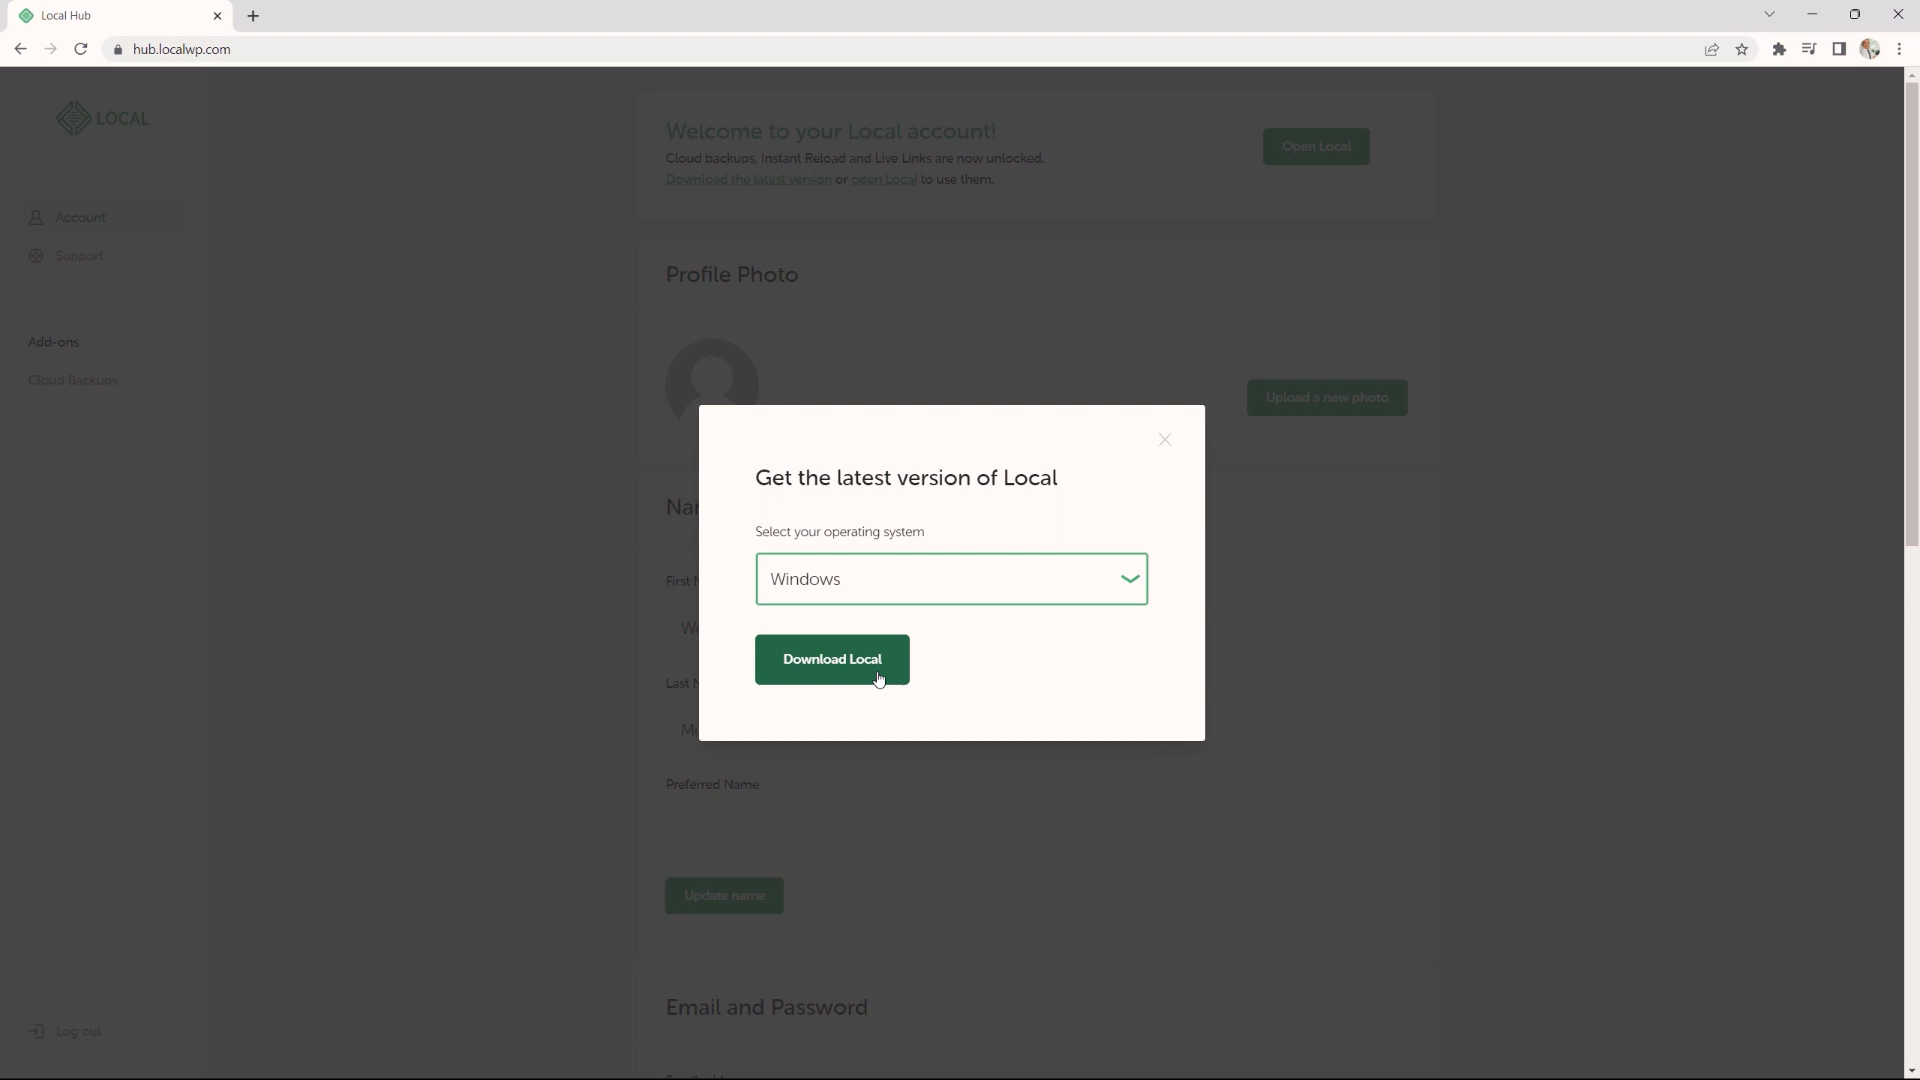 Local Hub
hub.localwp.com
LOCAL
Welcome to your Local account!
Open Local
Cloud backups, Instant Reload and Live Links are now unlocked.
Download the latest version or open Local to use them.
Account
Support
Profile Photo
Add-ons
Cloud Backups
Upload a new photo
Get the latest version of Local
Select your operating system
Windows
Download Local
First
Last
Preferred Name
Update name
Email and Password
Log out